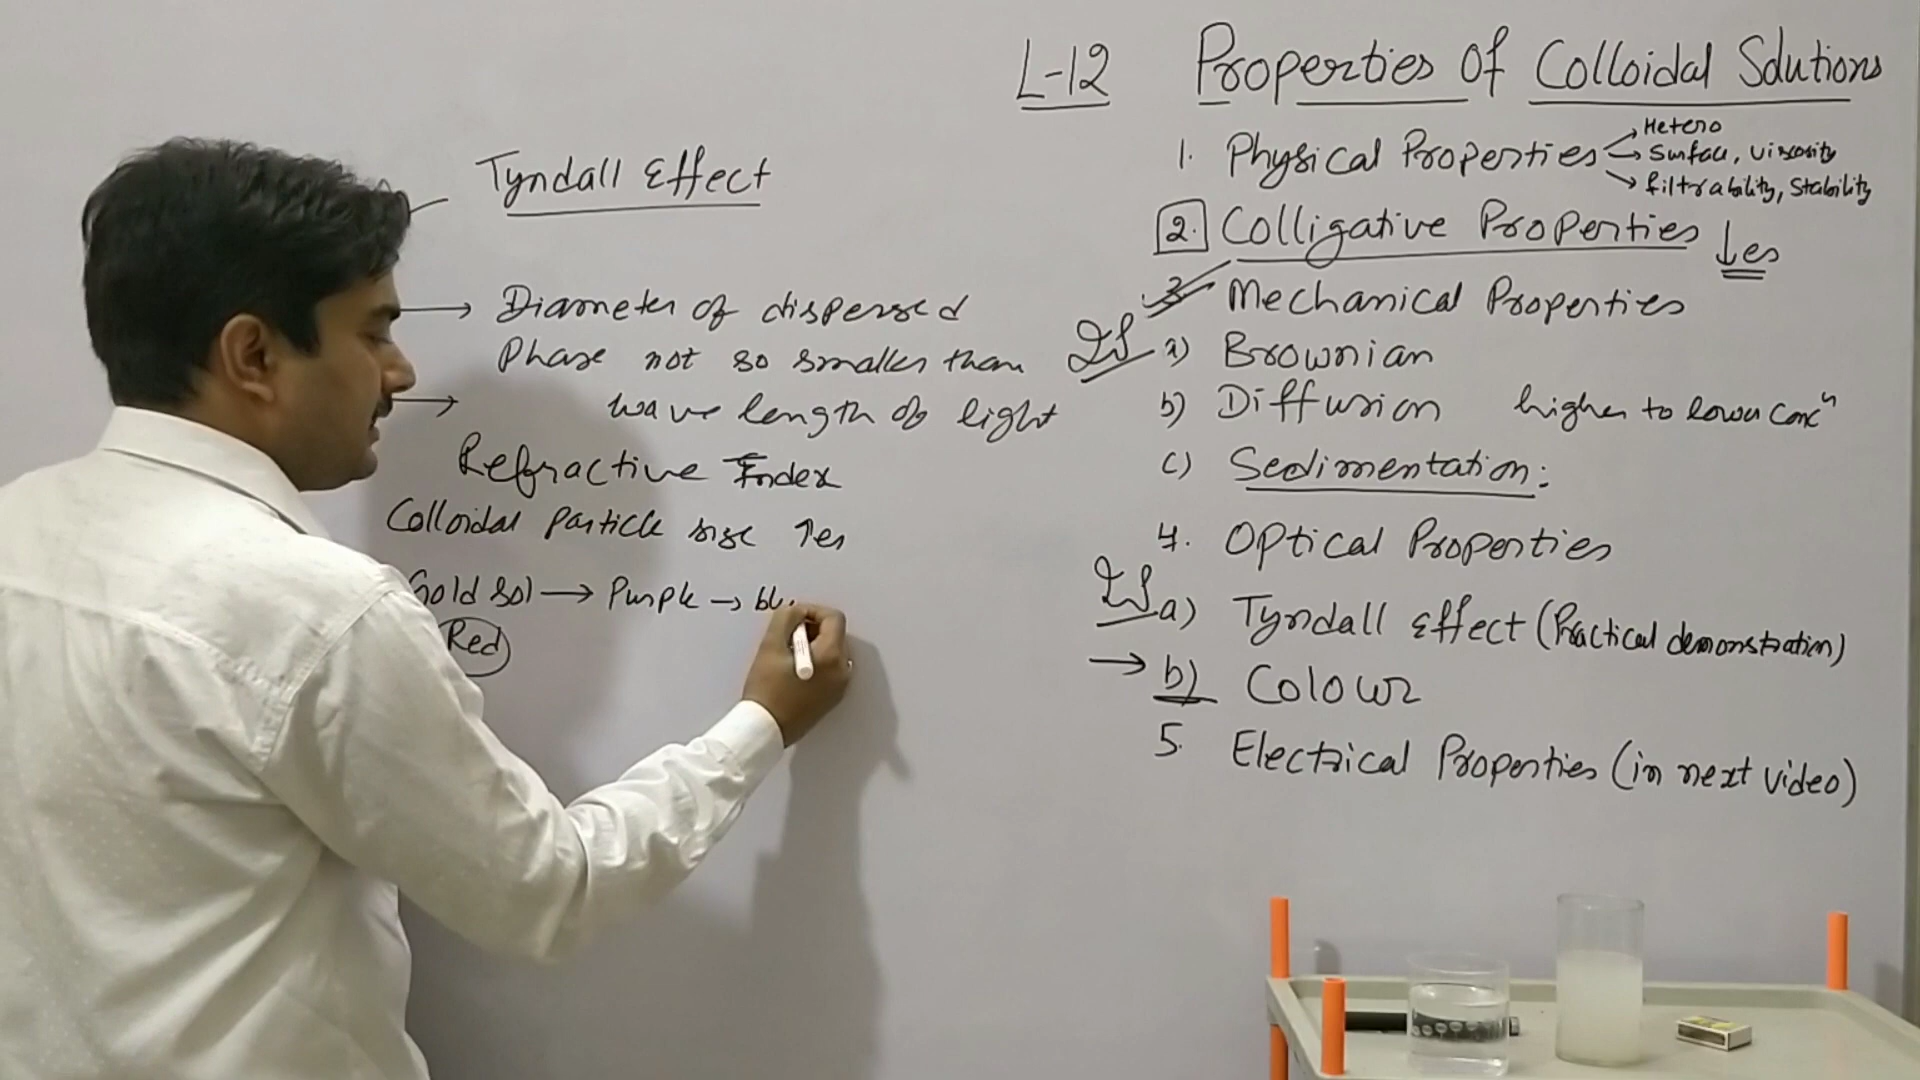 Tyndall Effect
Diameter of dispersed
Phase not so smaller than
wave length of light
Refractive Index
Colloidal Particle size ↑es
Gold Sol → Purple → blu
Red
L-12 Properties Of Colloidal Solutions
1. Physical Properties
→ Hetero
→ Surface, Viscosity
→ filtrability, Stability
2. Colligative Properties ↓es
3. Mechanical Properties
a) Brownian
b) Diffusion higher to lower concⁿ
c) Sedimentation:
4. Optical Properties
a) Tyndall Effect (Practical demonstration)
→ b) Colour
5. Electrical Properties (in next video)